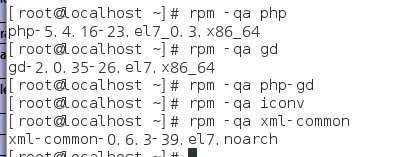 [root@localhost ~]# rpm -qa php
php-5.4.16-23.el7_0.3.x86_64
[root@localhost ~]# rpm -qa gd
gd-2.0.35-26.el7.x86_64
[root@localhost ~]# rpm -qa php-gd
[root@localhost ~]# rpm -qa iconv
[root@localhost ~]# rpm -qa xml-common
xml-common-0.6.3-39.el7.noarch
[root@localhost ~]#